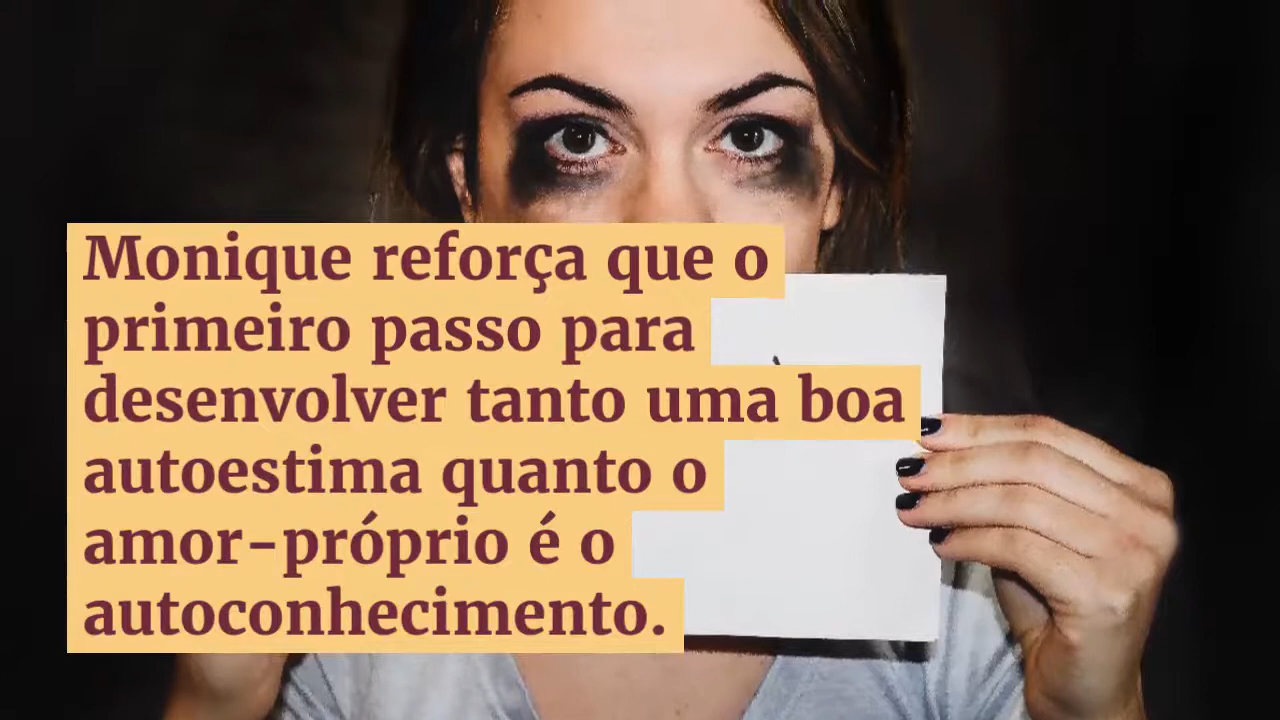 Monique reforça que o
primeiro passo para
desenvolver tanto uma boa
autoestima quanto o
amor-próprio é o
autoconhecimento.